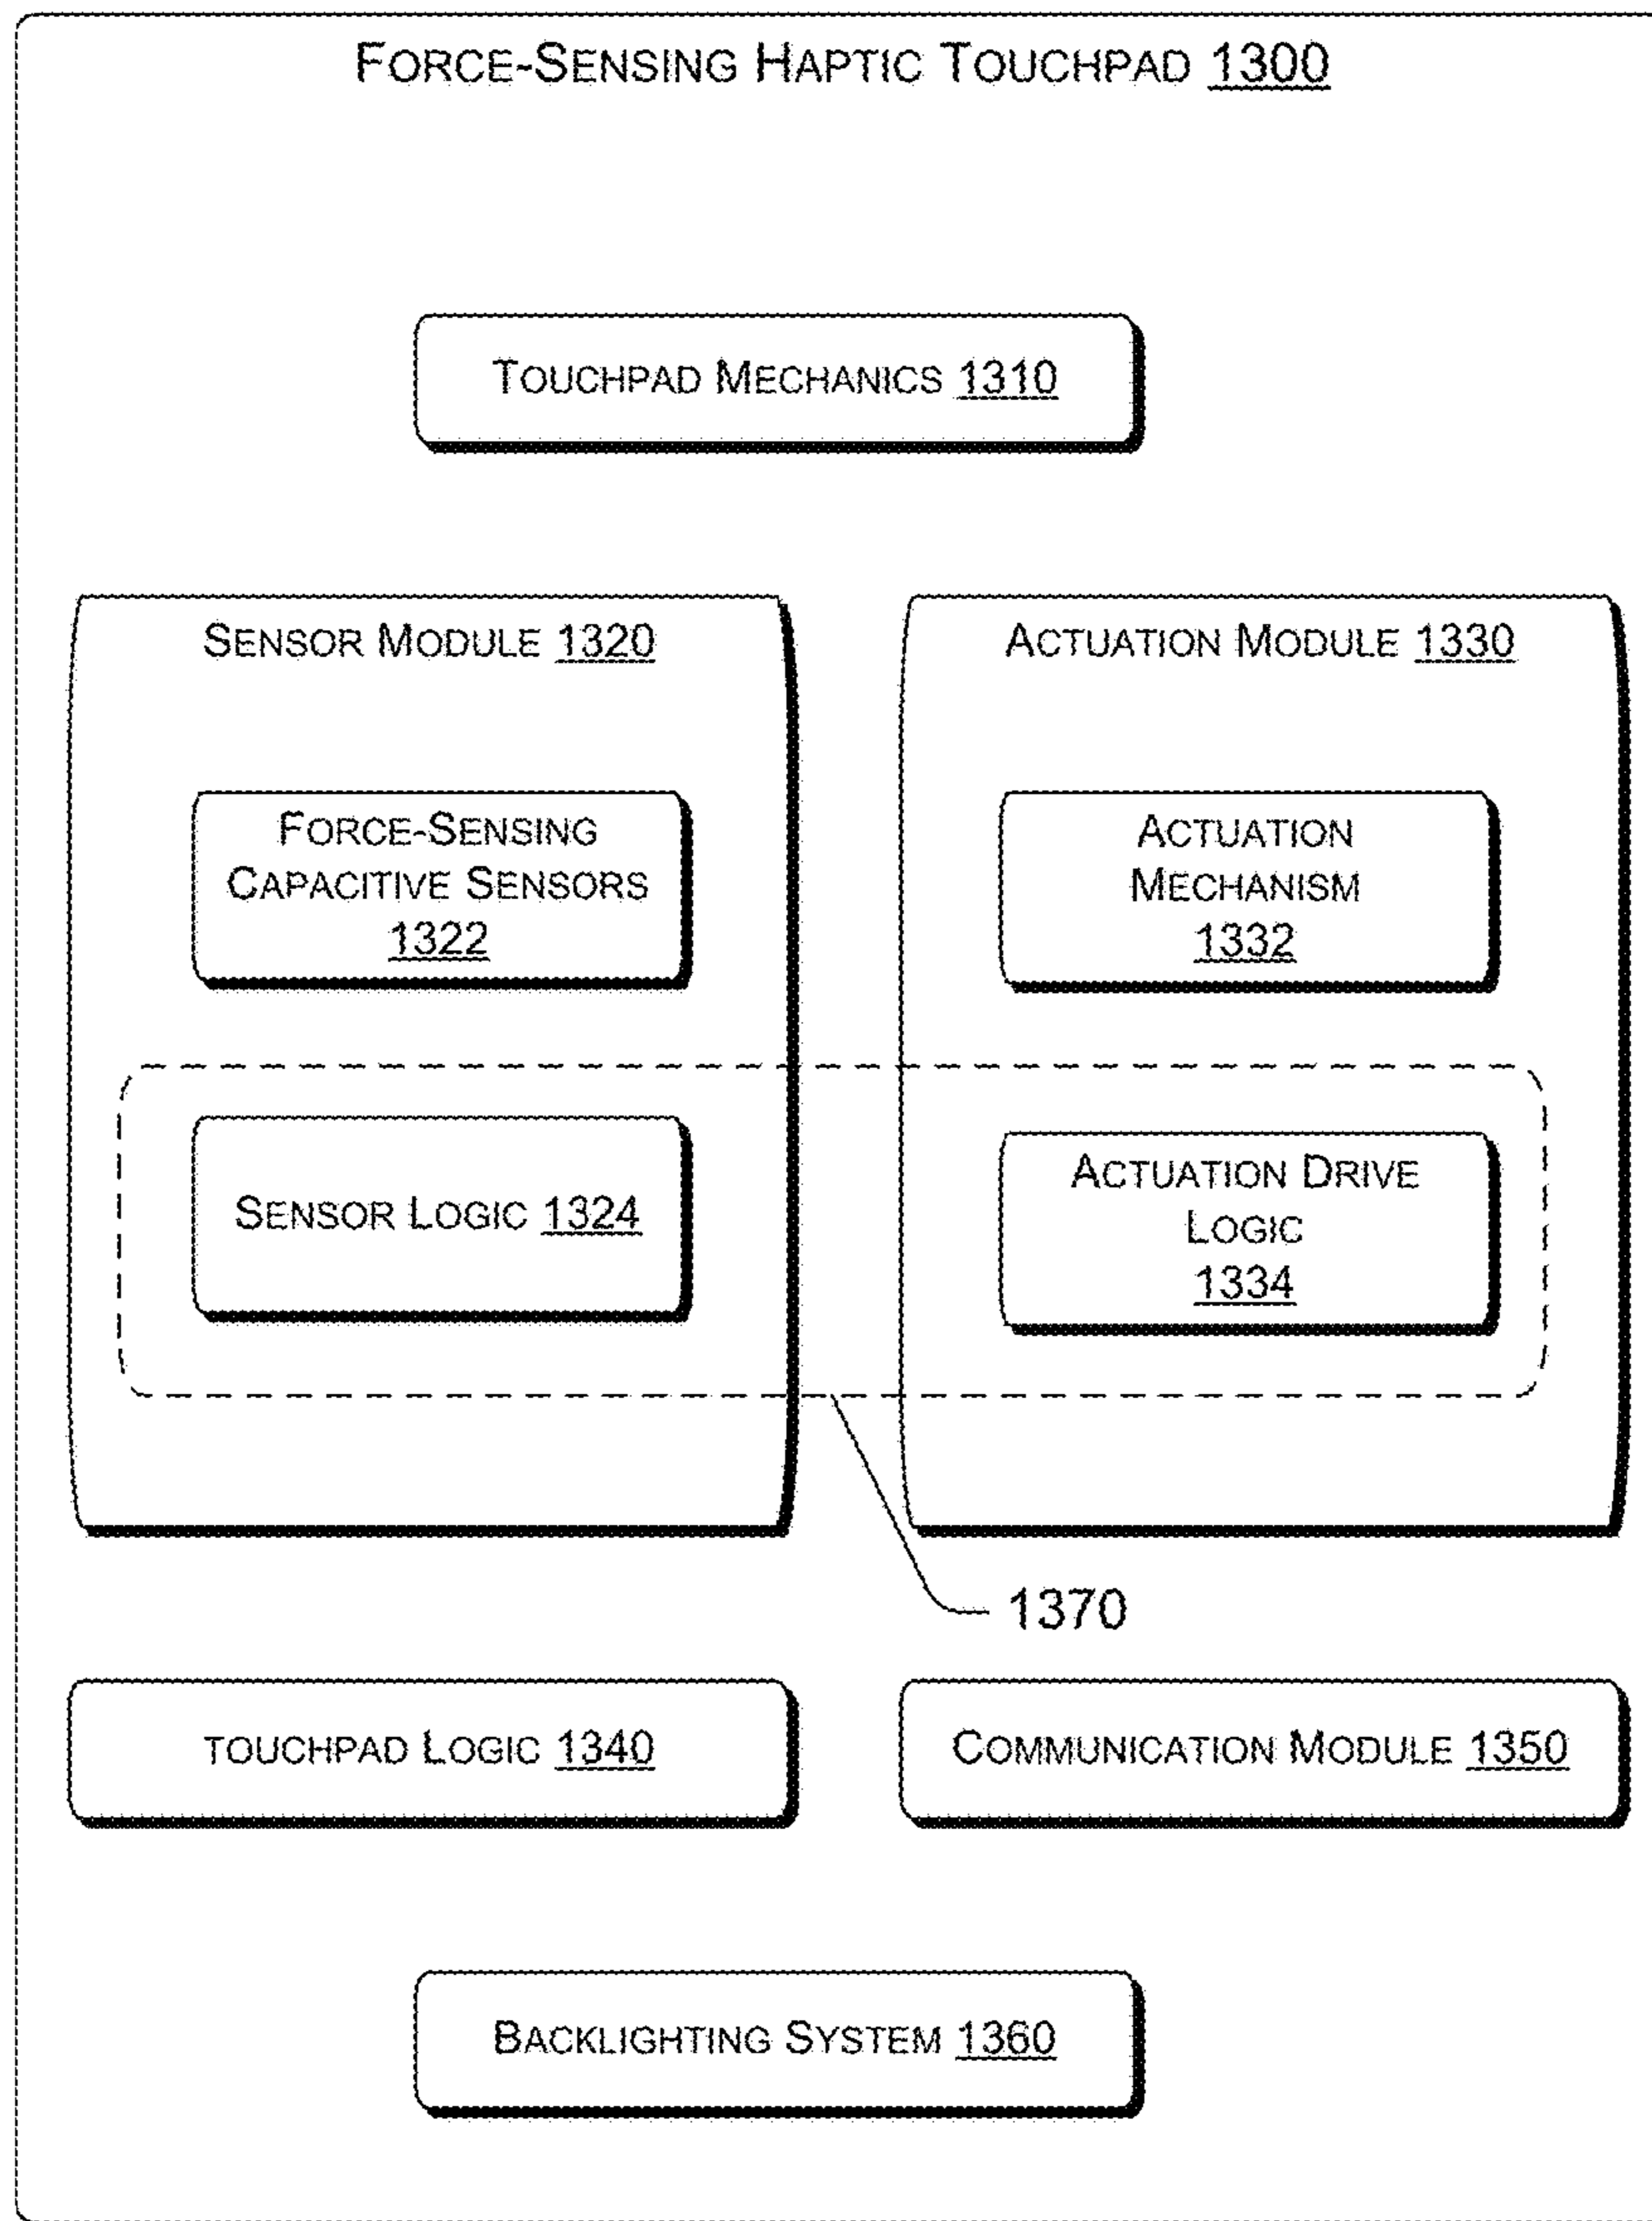 FORCE-SENSING HAPTIC TOUCHPAD 1300
TOUCHPAD MECHANICS 1310
SENSOR MODULE 1320
FORCE-SENSING
CAPACITIVE SENSORS
1322
SENSOR LOGIC 1324
ACTUATION MODULE 1330
ACTUATION
MECHANISM
1332
ACTUATION DRIVE
LOGIC
1334
1370
TOUCHPAD LOGIC 1340
COMMUNICATION MODULE 1350
BACKLIGHTING SYSTEM 1360